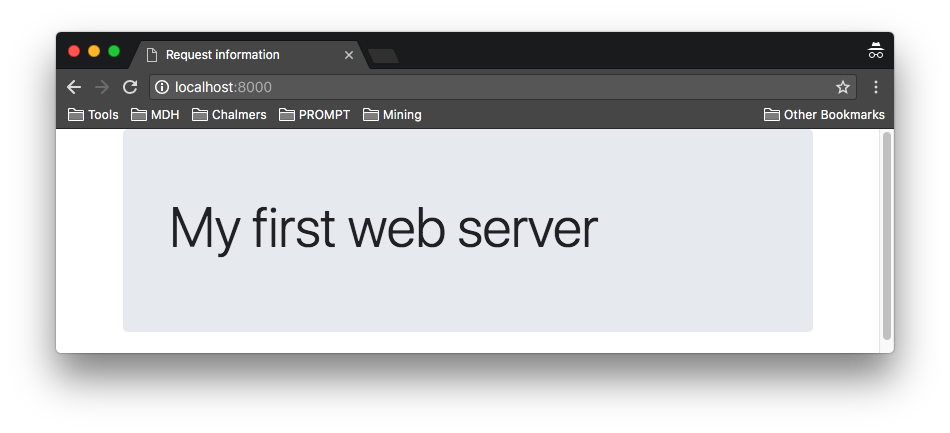 Request information
localhost:8000
Tools MDH Chalmers PROMPT Mining Other Bookmarks
My first web server